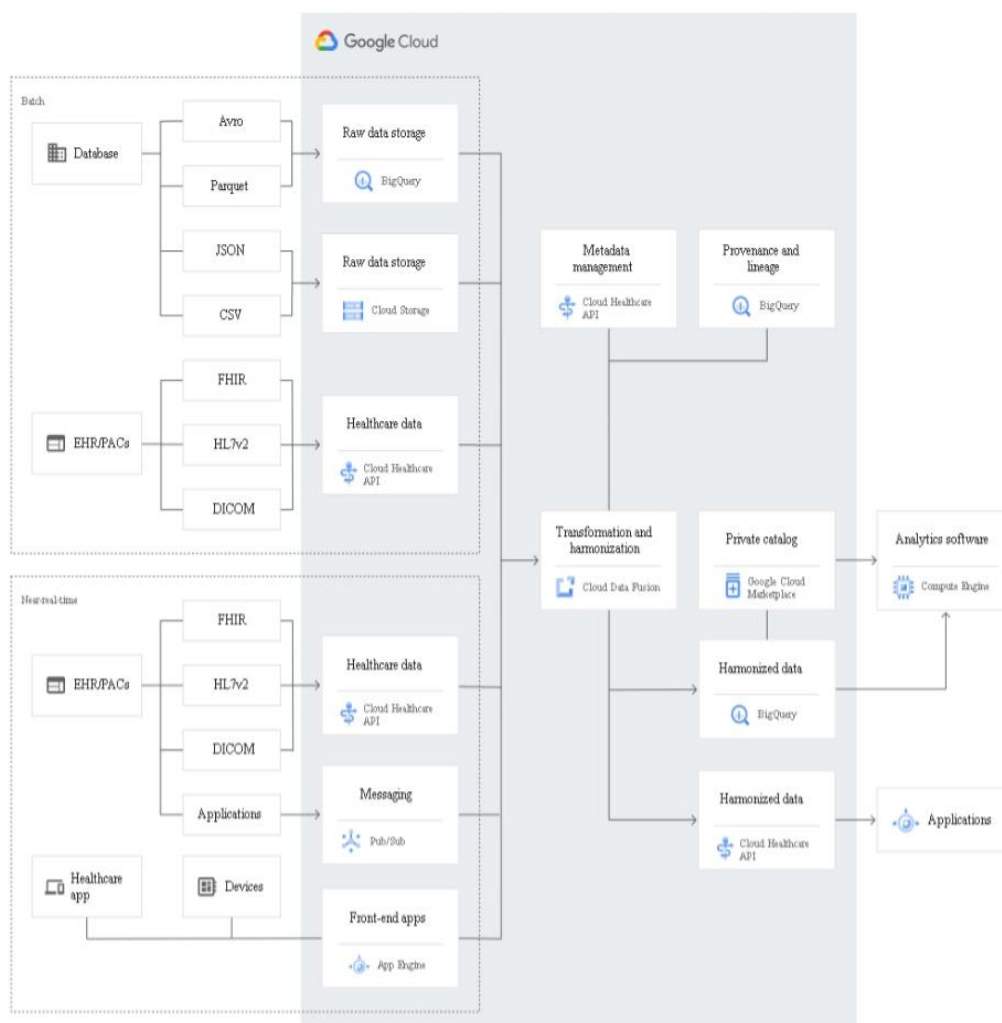 Google Cloud
Batch
Database
Avro
Parquet
JSON
CSV
Raw data storage
BigQuery
Raw data storage
Cloud Storage
EHR/PACs
FHIR
HL7v2
DICOM
Healthcare data
Cloud Healthcare
API
Near-real-time
EHR/PACs
FHIR
HL7v2
DICOM
Applications
Healthcare data
Cloud Healthcare
API
Messaging
Pub/Sub
Healthcare
app
Devices
Front-end apps
App Engine
Metadata
management
Cloud Healthcare
API
Provenance and
lineage
BigQuery
Transformation and
harmonization
Cloud Data Fusion
Private catalog
Google Cloud
Marketplace
Analytics software
Compute Engine
Harmonized data
BigQuery
Harmonized data
Cloud Healthcare
API
Applications